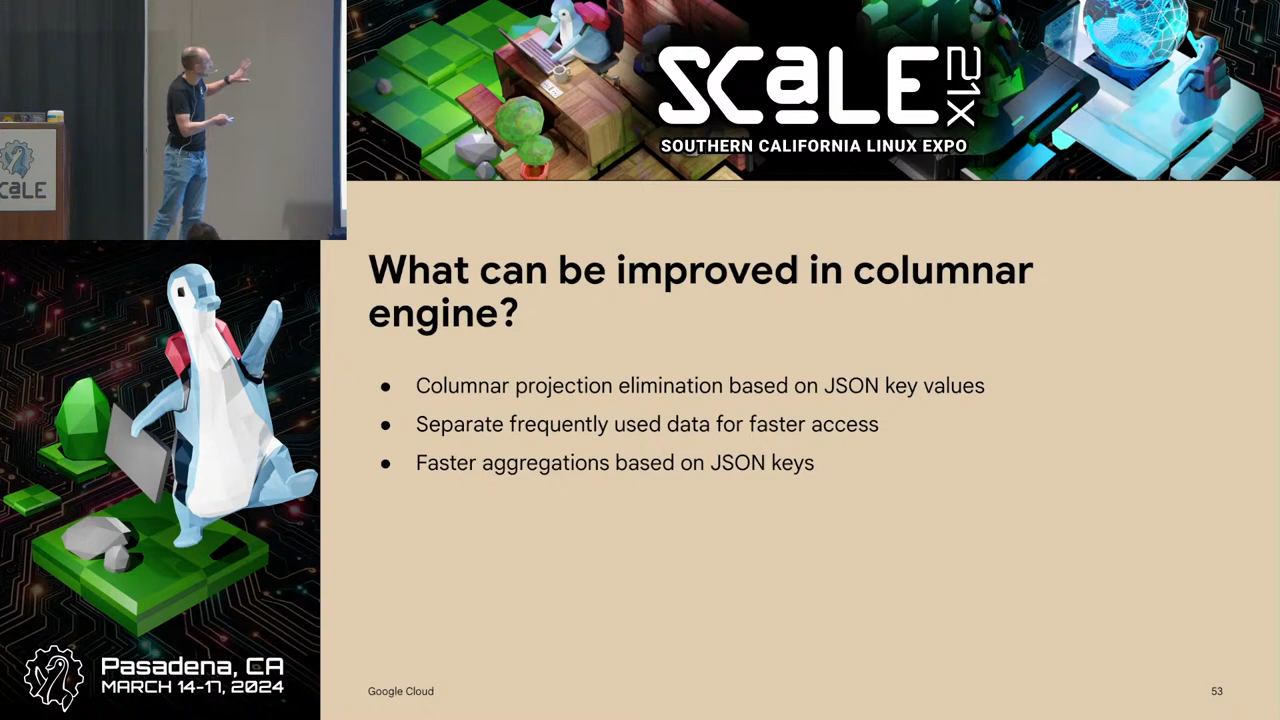 SCALE
SCALE 21x
SOUTHERN CALIFORNIA LINUX EXPO
What can be improved in columnar
engine?
● Columnar projection elimination based on JSON key values
● Separate frequently used data for faster access
● Faster aggregations based on JSON keys
Pasadena, CA
MARCH 14-17, 2024
Google Cloud
53